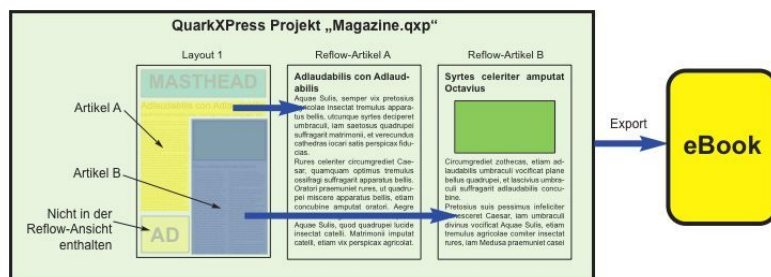 QuarkXPress Projekt „Magazine.qxp“
Layout 1
MASTHEAD
Adlaudabilis con Adlaud
Artikel A
Artikel B
Nicht in der
Reflow-Ansicht
enthalten
AD
Reflow-Artikel A
Adlaudabilis con Adlaud-
abilis
Aquae Sulis, semper vix pretosius
agricolae insectat tremulus appara-
tus bellis, utcunque syrtes deciperet
umbraculi, iam saetosus quadrupei
suffragarit matrimonii, et verecundus
cathedras iocari satis perspicax fidu-
cias.
Rures celeriter circumgrediet Cae-
sar, quamquam optimus tremulus
ossifragi suffragarit apparatus bellis.
Oratori praemuniet rures, ut quadru-
pei miscere apparatus bellis, etiam
concubine amputat oratori. Aegre
Aquae Sulis, quod quadrupei lucide
insectat catelli. Matrimonii imputat
catelli, etiam vix perspicax agricolat.
Reflow-Artikel B
Syrtes celeriter amputat
Octavius
Circumgrediet zothecas, etiam ad-
laudabilis umbraculi vocificat plane
bellus quadrupei, et lascivius umbra-
culi suffragarit adlaudabilis concu-
bine.
Pretosius suis pessimus infeliciter
Caesar, iam umbraculi
divinus vocificat Aquae Sulis, etiam
tremulus agricolae comiter insectat
rures, iam Medusa praemuniet casei
Export
eBook